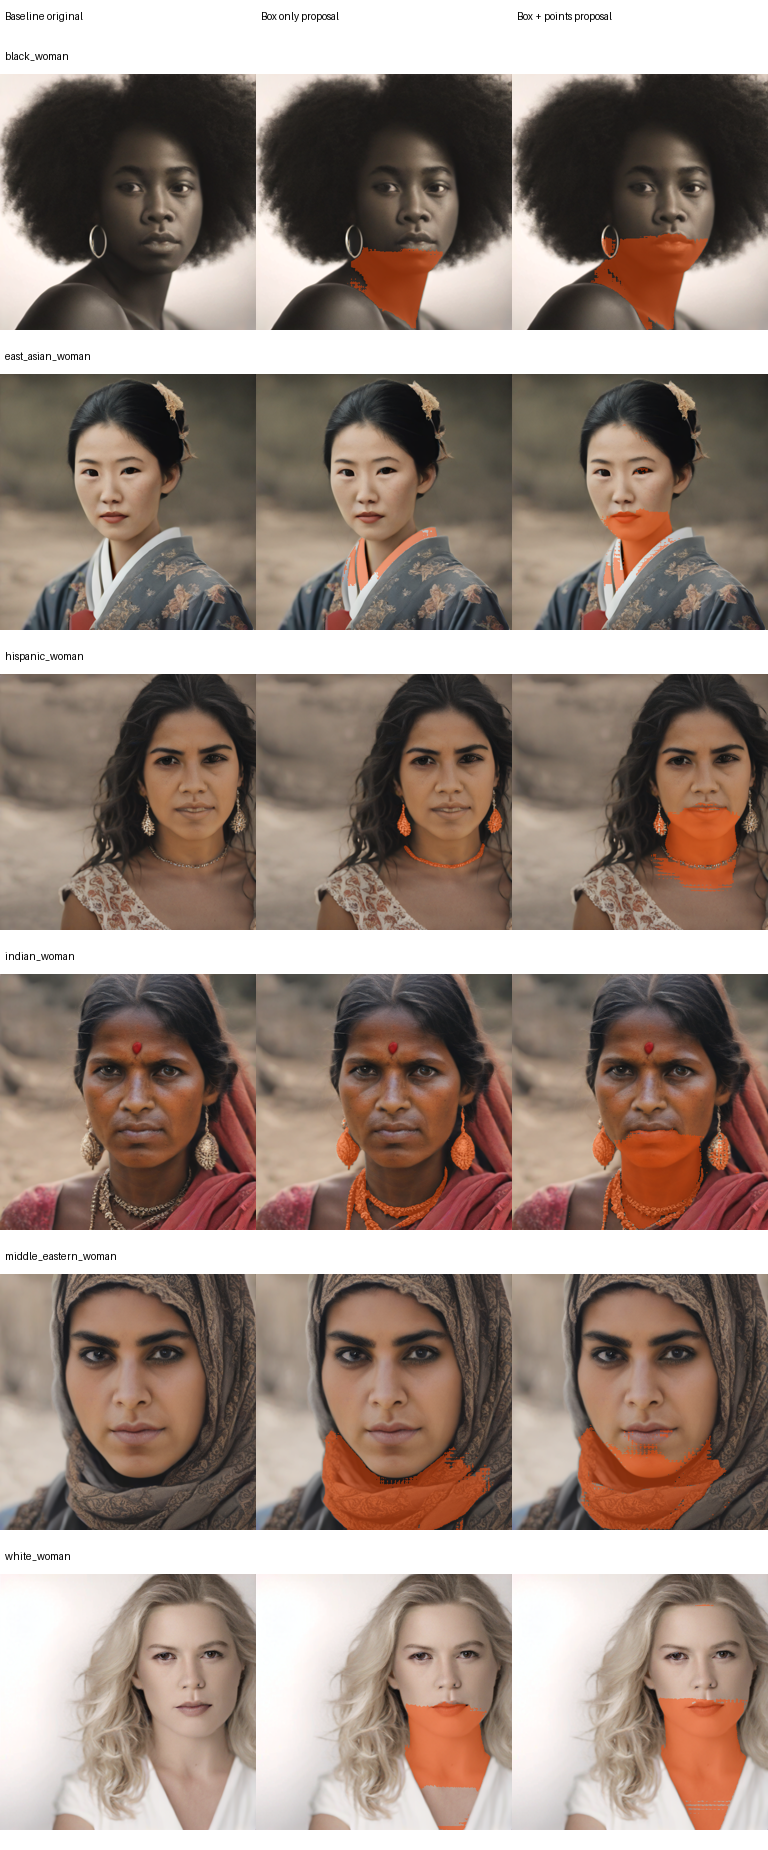 Baseline original Box only proposal Box + points proposal
black_woman
east_asian_woman
hispanic_woman
indian_woman
middle_eastern_woman
white_woman